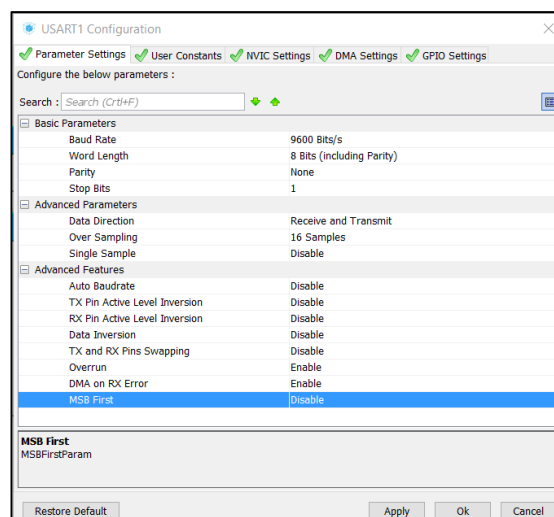 USART1 Configuration
Parameter Settings User Constants NVIC Settings DMA Settings GPIO Settings
Configure the below parameters :
Search : Search (Crtl+F)
Basic Parameters
Baud Rate 9600 Bits/s
Word Length 8 Bits (including Parity)
Parity None
Stop Bits 1
Advanced Parameters
Data Direction Receive and Transmit
Over Sampling 16 Samples
Single Sample Disable
Advanced Features
Auto Baudrate Disable
TX Pin Active Level Inversion Disable
RX Pin Active Level Inversion Disable
Data Inversion Disable
TX and RX Pins Swapping Disable
Overrun Enable
DMA on RX Error Enable
MSB First Disable
MSB First
MSBFirstParam
Restore Default Apply Ok Cancel